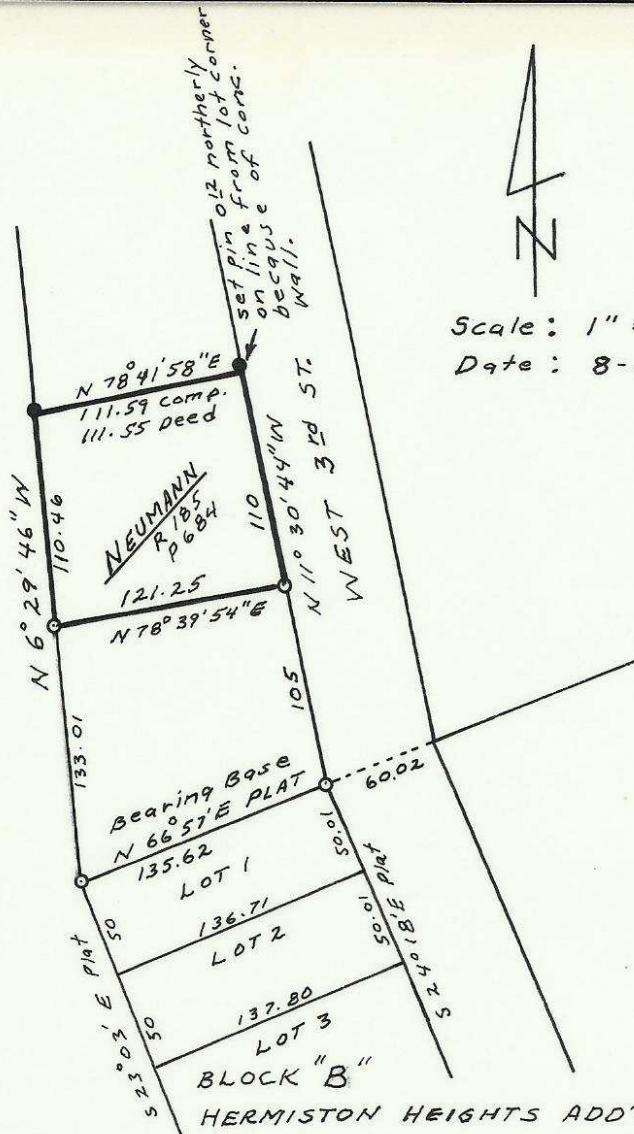 set pin 0.12 northerly
on line from lot corner
because of conc.
wall.
N
Scale: 1"
Date: 8-
N 78°41'58"E
111.59 comp.
111.55 Deed
N 6°29'46"W
110.46
NEUMANN
R 185
P 684
110
N 11°30'44"W
WEST 3rd ST.
121.25
N 78°39'54"E
133.01
105
Bearing Base
N 66°57'E PLAT
135.62
60.02
LOT 1
50.01
50
136.71
LOT 2
50.01
S 24°18'E Plat
S 23°03'E Plat
50
137.80
LOT 3
BLOCK "B"
HERMISTON HEIGHTS ADD'